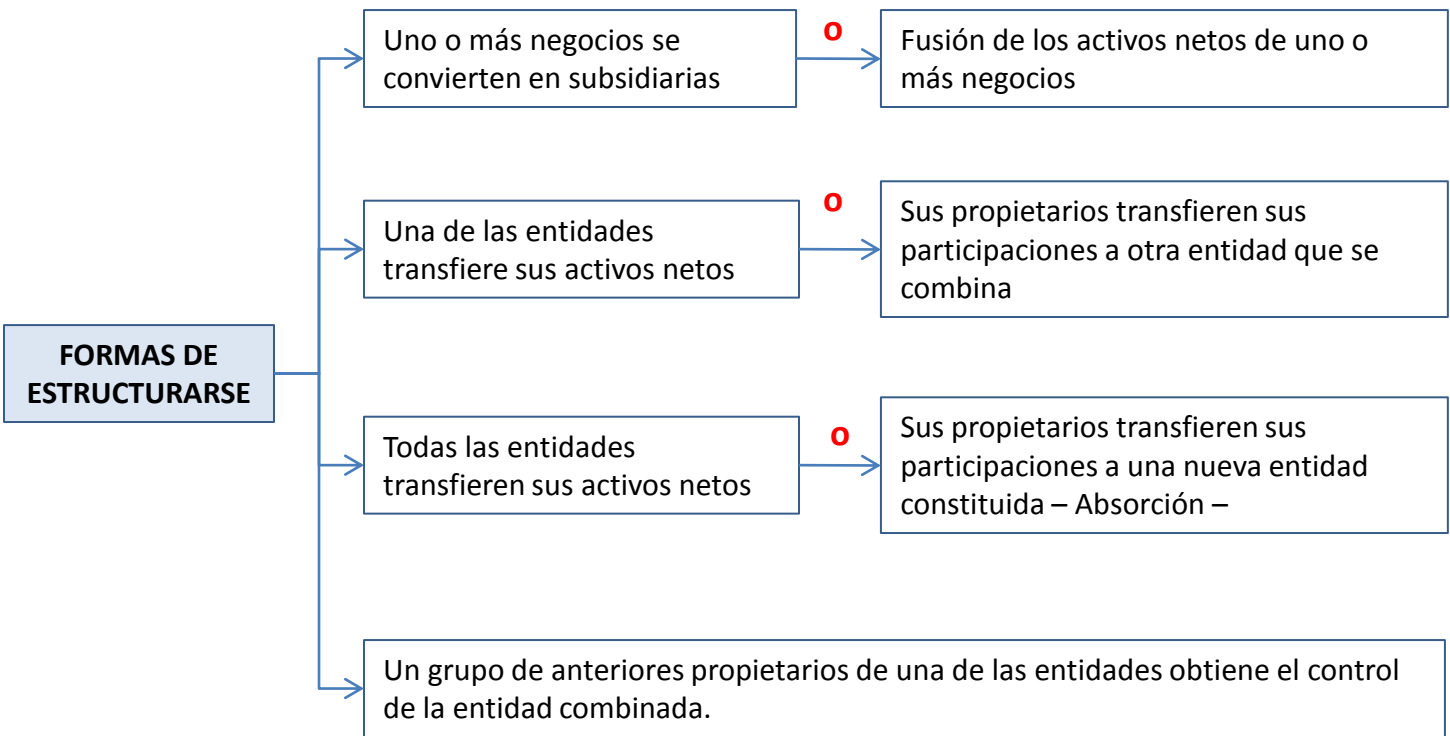 Uno o más negocios se
convierten en subsidiarias
o
Fusión de los activos netos de uno o
más negocios
Una de las entidades
transfiere sus activos netos
o
Sus propietarios transfieren sus
participaciones a otra entidad que se
combina
FORMAS DE
ESTRUCTURARSE
Todas las entidades
transfieren sus activos netos
o
Sus propietarios transfieren sus
participaciones a una nueva entidad
constituida – Absorción –
Un grupo de anteriores propietarios de una de las entidades obtiene el control
de la entidad combinada.